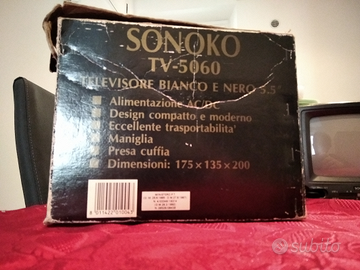 SONOKO
TV-5060
TELEVISORE BIANCO E NERO 5.5"
Alimentazione AC/DC
Design compatto e moderno
Eccellente trasportabilita'
Maniglia
Presa cuffia
Dimensioni: 175×135×200
subito